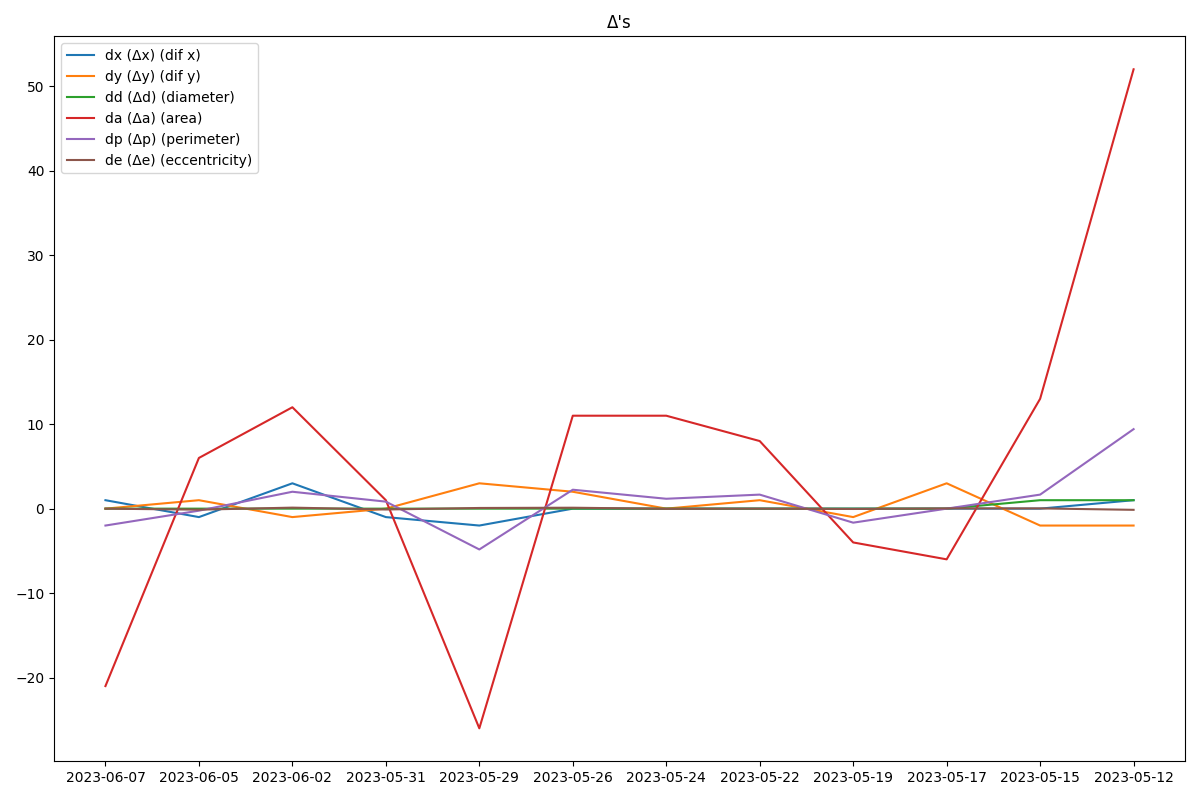 Δ's
dx (Δx) (dif x)
dy (Δy) (dif y)
dd (Δd) (diameter)
da (Δa) (area)
dp (Δp) (perimeter)
de (Δe) (eccentricity)
50
40
30
20
10
0
−10
−20
2023-06-07 2023-06-05 2023-06-02 2023-05-31 2023-05-29 2023-05-26 2023-05-24 2023-05-22 2023-05-19 2023-05-17 2023-05-15 2023-05-12